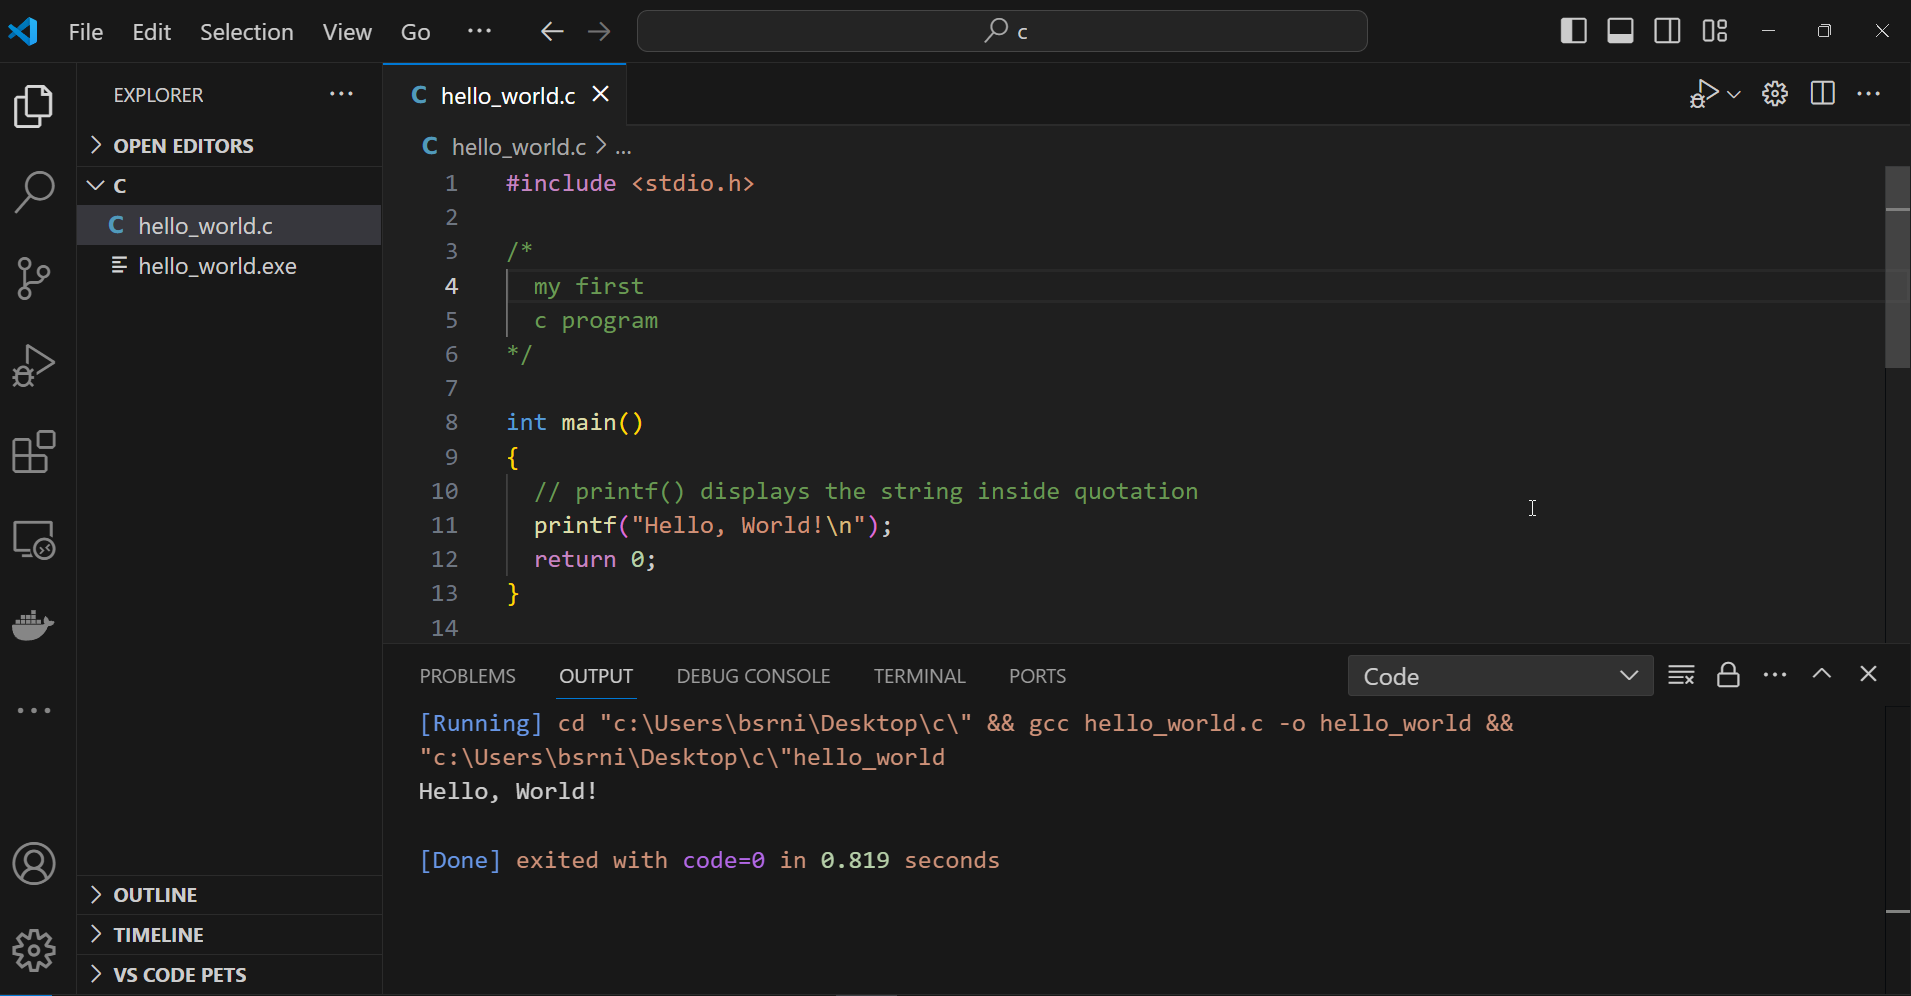 File Edit Selection View Go ... c
EXPLORER ...
OPEN EDITORS
C
C hello_world.c
hello_world.exe
OUTLINE
TIMELINE
VS CODE PETS
C hello_world.c
C hello_world.c > ...
1 #include <stdio.h>
2
3 /*
4 my first
5 c program
6 */
7
8 int main()
9 {
10 // printf() displays the string inside quotation
11 printf("Hello, World!\n");
12 return 0;
13 }
14
PROBLEMS OUTPUT DEBUG CONSOLE TERMINAL PORTS Code
[Running] cd "c:\Users\bsrni\Desktop\c\" && gcc hello_world.c -o hello_world &&
"c:\Users\bsrni\Desktop\c\"hello_world
Hello, World!
[Done] exited with code=0 in 0.819 seconds